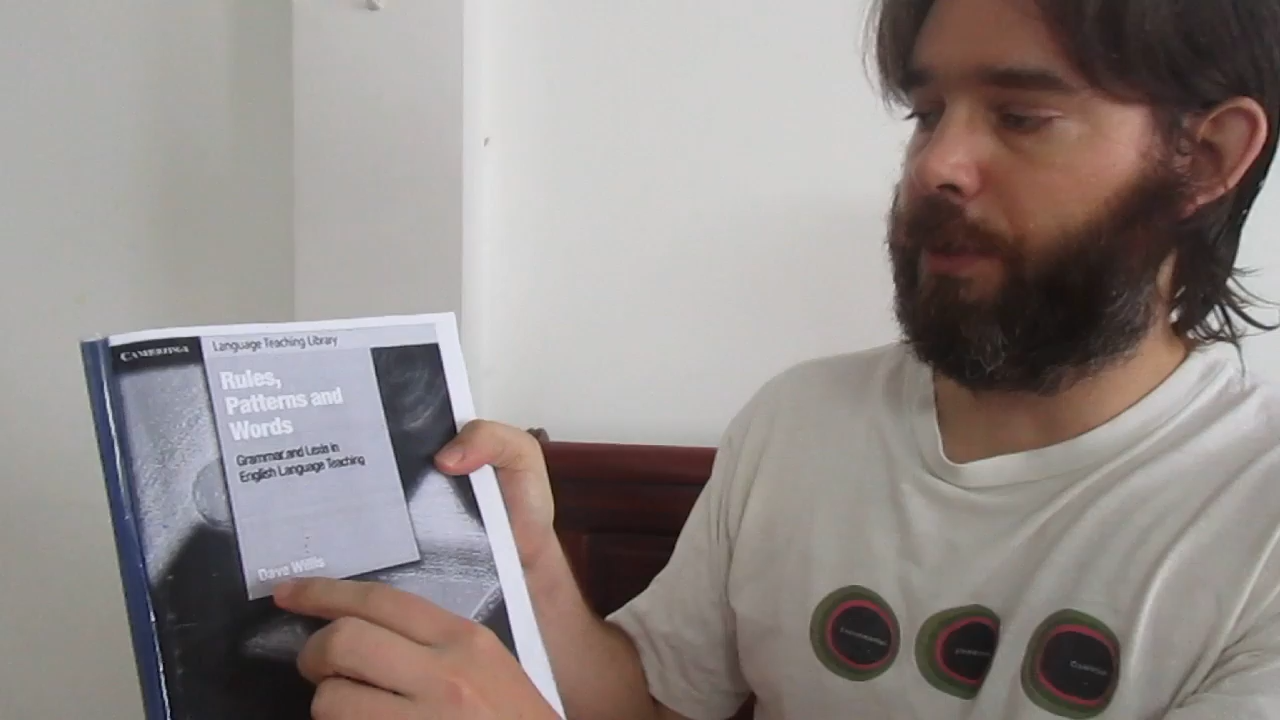 CAMBRIDGE
Language Teaching Library
Rules,
Patterns and
Words
Grammar and Lexis in
English Language Teaching
Dave Willis